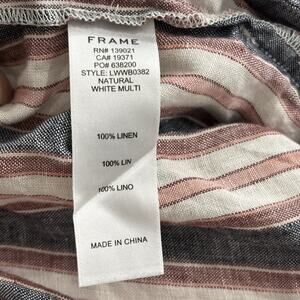 FRAME
RN# 139021
CA# 19371
PO# 638200
STYLE: LWWB0382
NATURAL
WHITE MULTI
100% LINEN
100% LIN
100% LINO
MADE IN CHINA